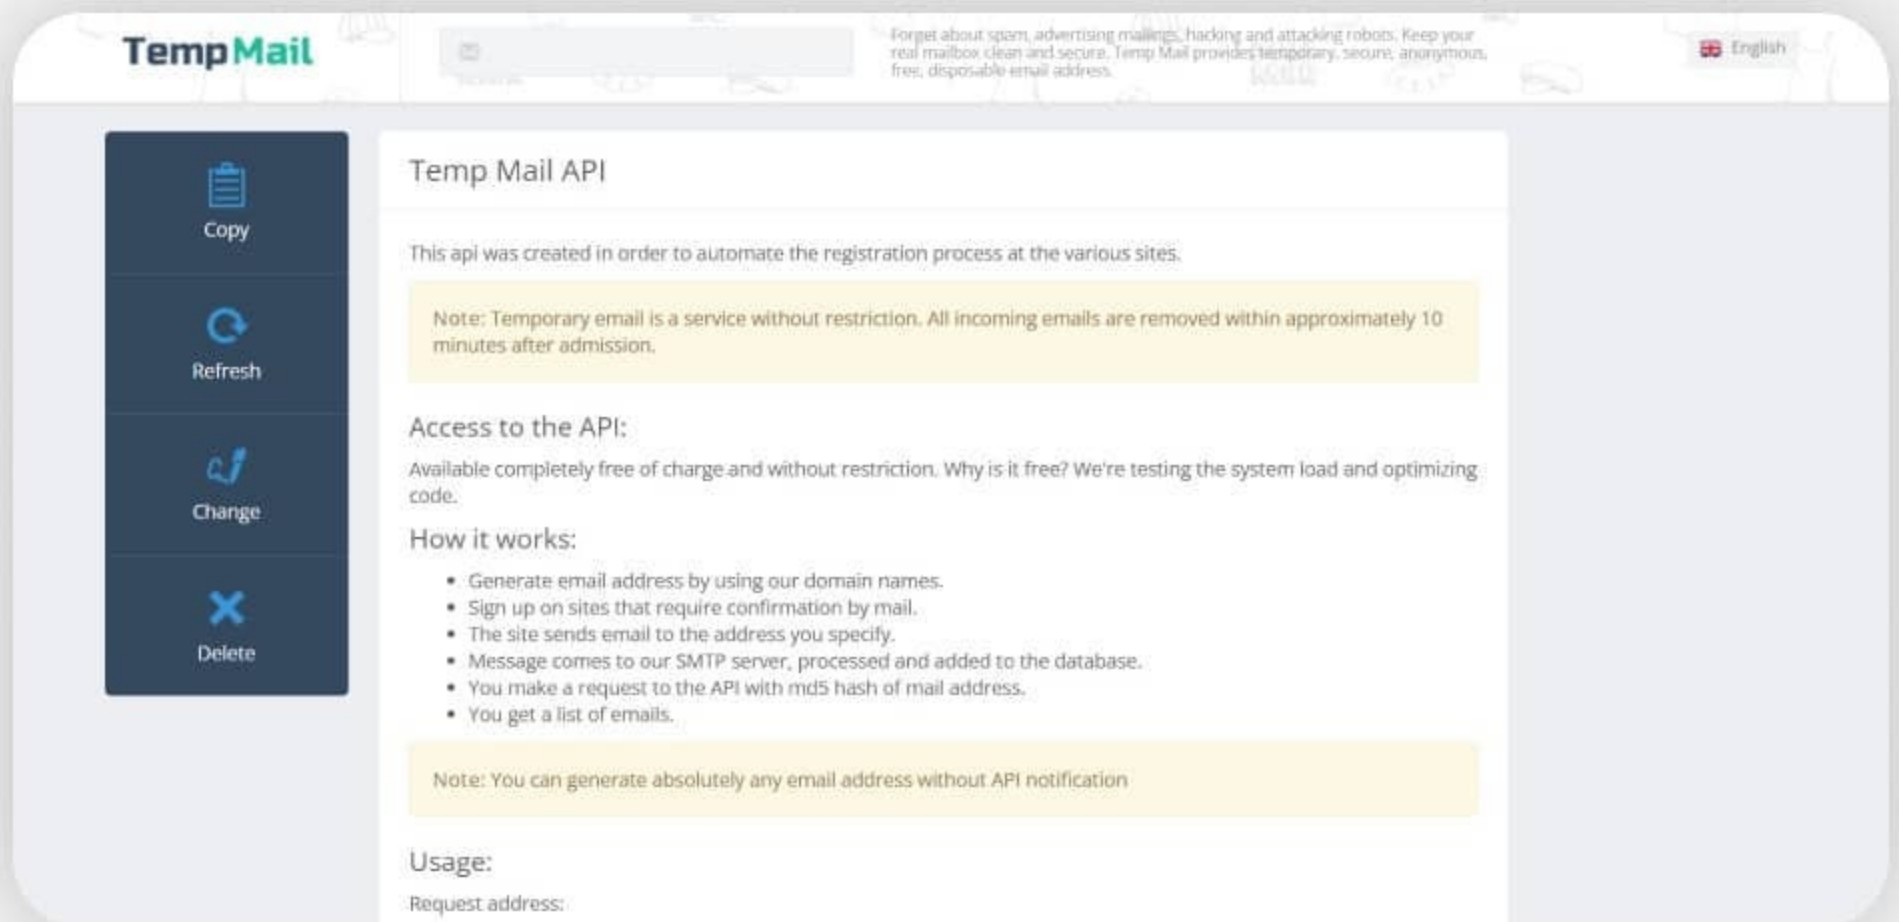 TempMail
Forget about spam, advertising mailings, hacking and attacking robots. Keep your
real mailbox clean and secure. Temp Mail provides temporary, secure, anonymous,
free, disposable email address.
English
Copy
Refresh
Change
Delete
Temp Mail API
This api was created in order to automate the registration process at the various sites.
Note: Temporary email is a service without restriction. All incoming emails are removed within approximately 10
minutes after admission.
Access to the API:
Available completely free of charge and without restriction. Why is it free? We're testing the system load and optimizing
code.
How it works:
• Generate email address by using our domain names.
• Sign up on sites that require confirmation by mail.
• The site sends email to the address you specify.
• Message comes to our SMTP server, processed and added to the database.
• You make a request to the API with md5 hash of mail address.
• You get a list of emails.
Note: You can generate absolutely any email address without API notification
Usage:
Request address: